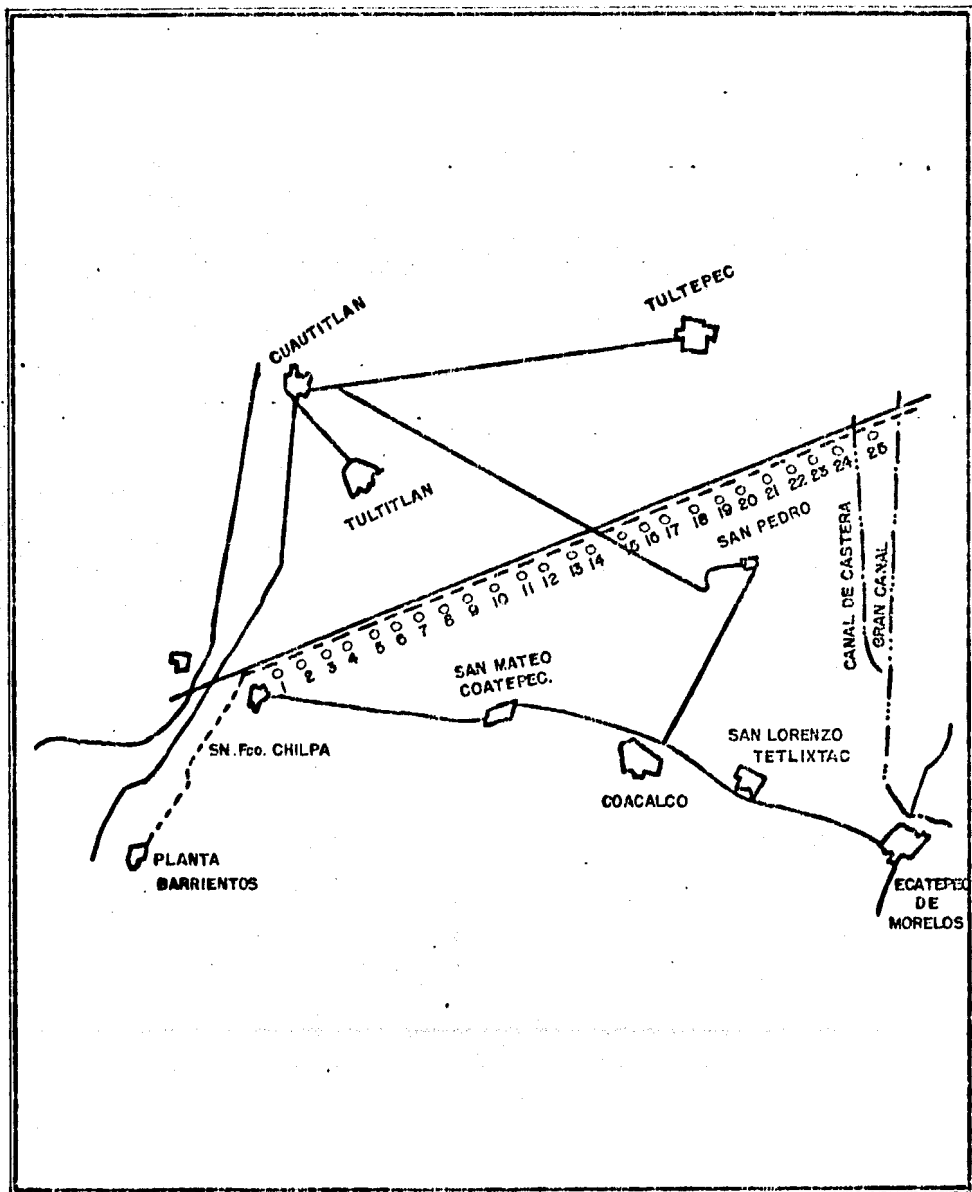 TULTEPEC
CUAUTITLAN
TULTITLAN
25
24
23
22
21
20
19
18
17
16
15
14
13
12
11
10
9
8
7
6
5
4
3
2
1
SAN PEDRO
CANAL DE CASTERA
GRAN CANAL
SAN MATEO
COATEPEC.
SN. Fco. CHILPA
SAN LORENZO
TETLIXTAC
COACALCO
PLANTA
BARRIENTOS
ECATEPEC
DE
MORELOS